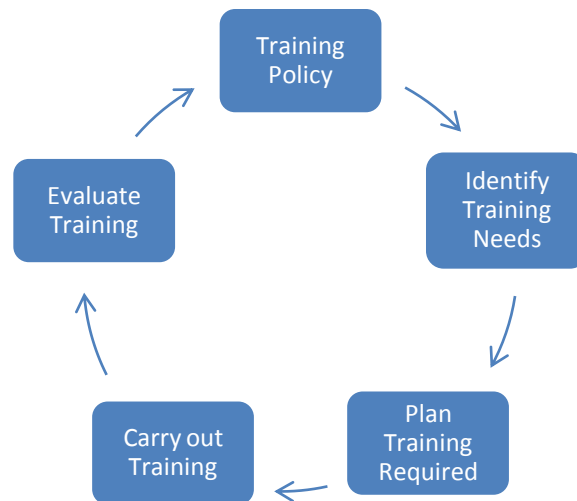 Training
Policy
Identify
Training
Needs
Plan
Training
Required
Carry out
Training
Evaluate
Training